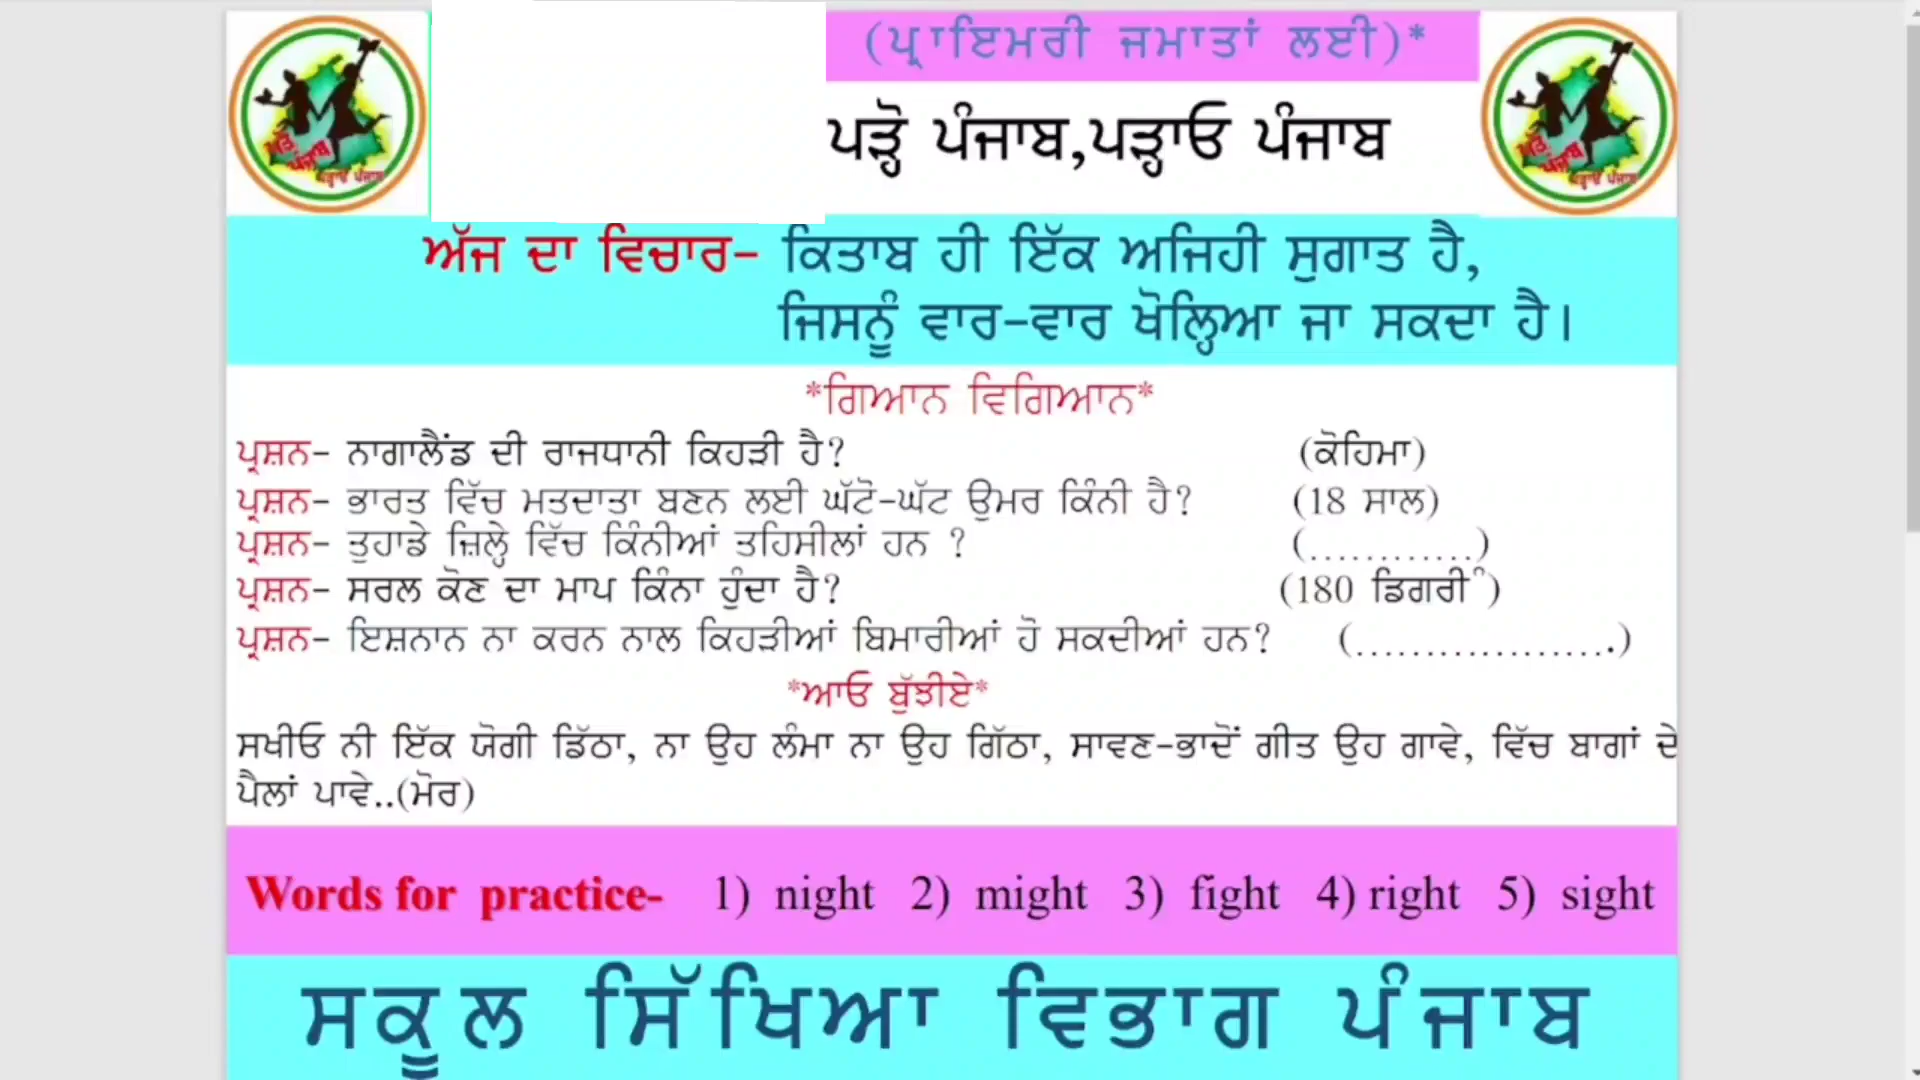 (ਪ੍ਰਾਇਮਰੀ ਜਮਾਤਾਂ ਲਈ)*
ਪੜ੍ਹੋ ਪੰਜਾਬ,ਪੜ੍ਹਾਓ ਪੰਜਾਬ
ਅੱਜ ਦਾ ਵਿਚਾਰ- ਕਿਤਾਬ ਹੀ ਇੱਕ ਅਜਿਹੀ ਸੁਗਾਤ ਹੈ,
ਜਿਸਨੂੰ ਵਾਰ-ਵਾਰ ਖੋਲ੍ਹਿਆ ਜਾ ਸਕਦਾ ਹੈ।
*ਗਿਆਨ ਵਿਗਿਆਨ*
ਪ੍ਰਸ਼ਨ- ਨਾਗਾਲੈਂਡ ਦੀ ਰਾਜਧਾਨੀ ਕਿਹੜੀ ਹੈ? (ਕੋਹਿਮਾ)
ਪ੍ਰਸ਼ਨ- ਭਾਰਤ ਵਿੱਚ ਮਤਦਾਤਾ ਬਣਨ ਲਈ ਘੱਟੋ-ਘੱਟ ਉਮਰ ਕਿੰਨੀ ਹੈ? (18 ਸਾਲ)
ਪ੍ਰਸ਼ਨ- ਤੁਹਾਡੇ ਜ਼ਿਲ੍ਹੇ ਵਿੱਚ ਕਿੰਨੀਆਂ ਤਹਿਸੀਲਾਂ ਹਨ ? (............)
ਪ੍ਰਸ਼ਨ- ਸਰਲ ਕੋਣ ਦਾ ਮਾਪ ਕਿੰਨਾ ਹੁੰਦਾ ਹੈ? (180 ਡਿਗਰੀ ੰ)
ਪ੍ਰਸ਼ਨ- ਇਸ਼ਨਾਨ ਨਾ ਕਰਨ ਨਾਲ ਕਿਹੜੀਆਂ ਬਿਮਾਰੀਆਂ ਹੋ ਸਕਦੀਆਂ ਹਨ? (...................)
*ਆਓ ਬੁੱਝੀਏ*
ਸਖੀਓ ਨੀ ਇੱਕ ਯੋਗੀ ਡਿੱਠਾ, ਨਾ ਉਹ ਲੰਮਾ ਨਾ ਉਹ ਗਿੱਠਾ, ਸਾਵਣ-ਭਾਦੋਂ ਗੀਤ ਉਹ ਗਾਵੇ, ਵਿੱਚ ਬਾਗਾਂ ਦੇ
ਪੈਲਾਂ ਪਾਵੇ..(ਮੋਰ)
Words for practice- 1) night 2) might 3) fight 4) right 5) sight
ਸਕੂਲ ਸਿੱਖਿਆ ਵਿਭਾਗ ਪੰਜਾਬ